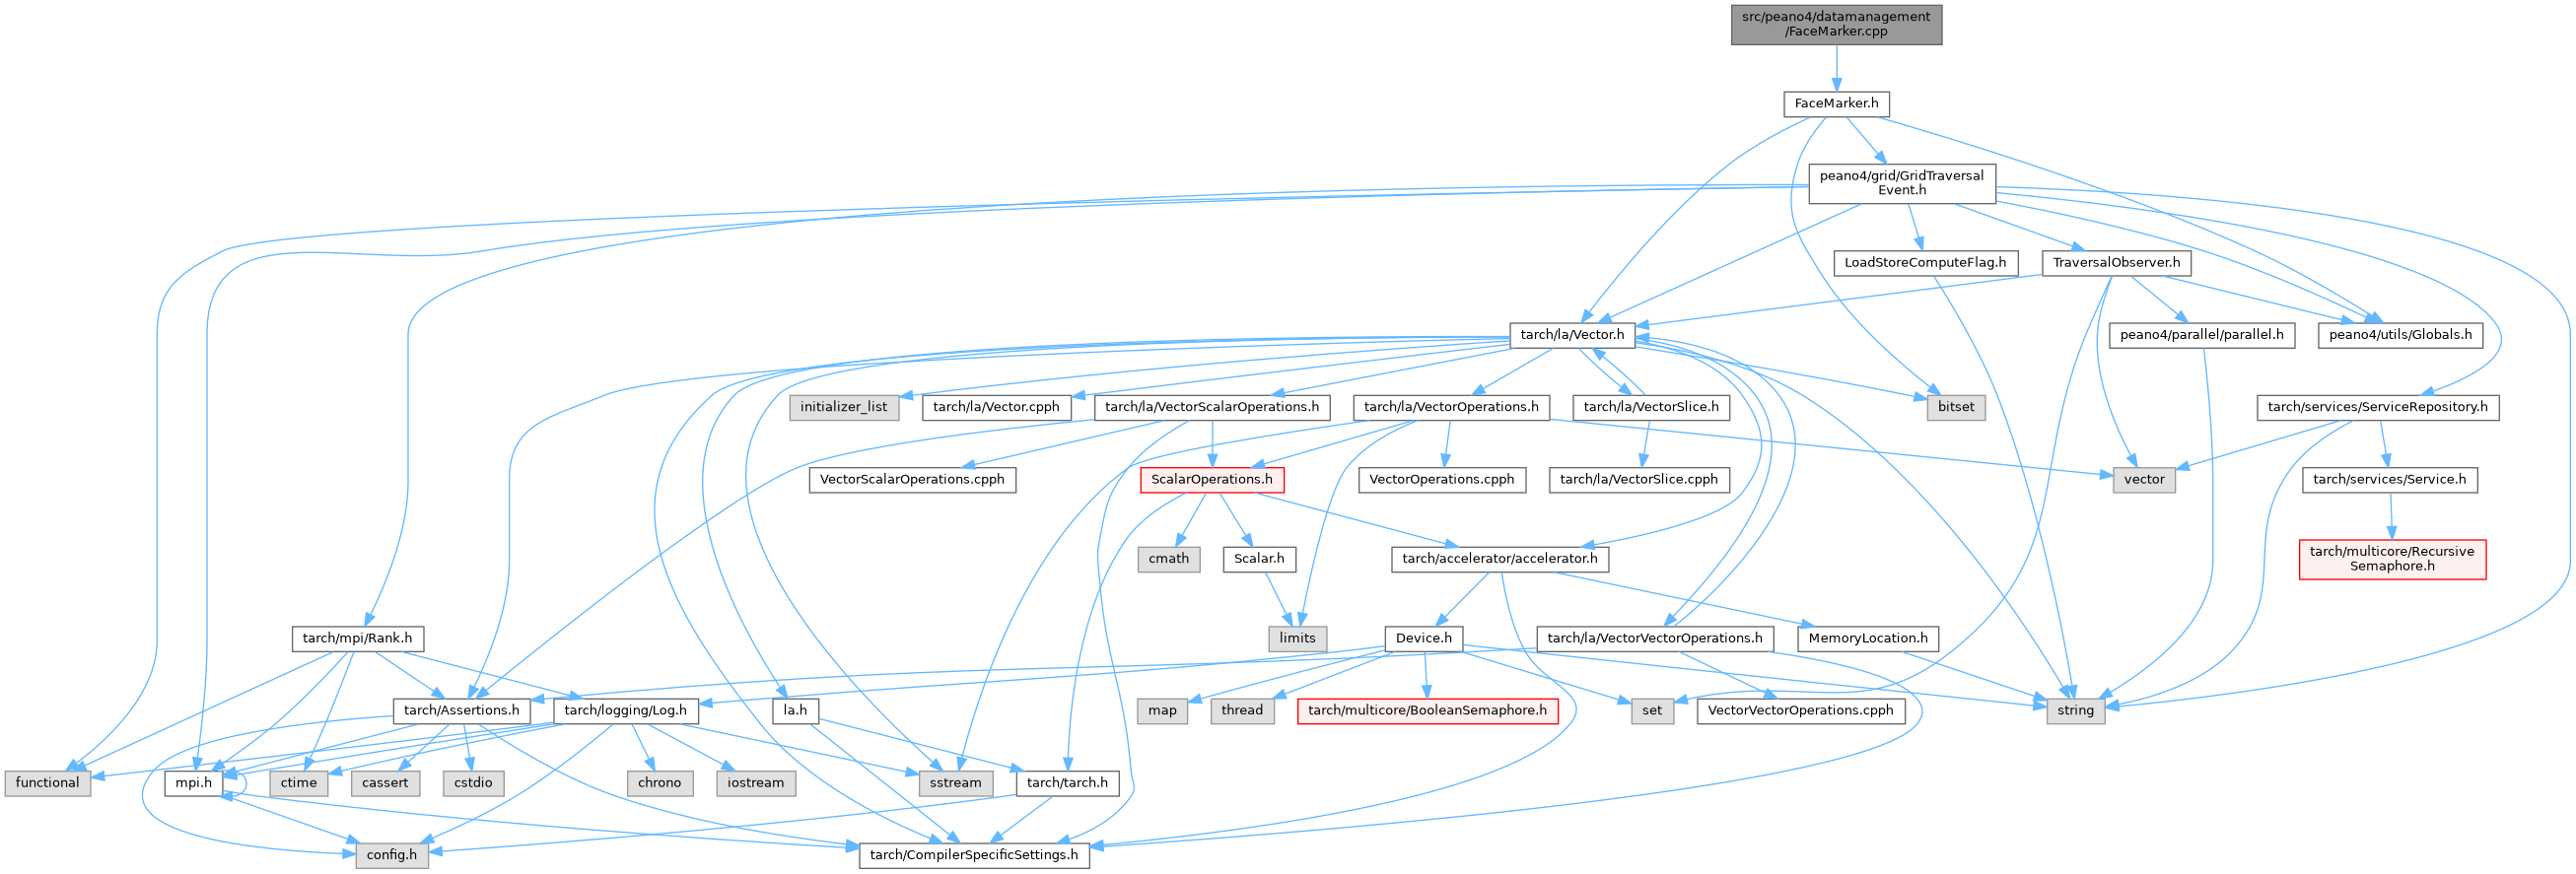 src/peano4/datamanagement
/FaceMarker.cpp
FaceMarker.h
peano4/grid/GridTraversal
Event.h
LoadStoreComputeFlag.h
TraversalObserver.h
tarch/la/Vector.h
peano4/parallel/parallel.h
peano4/utils/Globals.h
initializer_list
tarch/la/Vector.cpph
tarch/la/VectorScalarOperations.h
tarch/la/VectorOperations.h
tarch/la/VectorSlice.h
bitset
tarch/services/ServiceRepository.h
VectorScalarOperations.cpph
ScalarOperations.h
VectorOperations.cpph
tarch/la/VectorSlice.cpph
vector
tarch/services/Service.h
cmath
Scalar.h
tarch/accelerator/accelerator.h
tarch/multicore/Recursive
Semaphore.h
tarch/mpi/Rank.h
limits
Device.h
tarch/la/VectorVectorOperations.h
MemoryLocation.h
tarch/Assertions.h
tarch/logging/Log.h
la.h
map
thread
tarch/multicore/BooleanSemaphore.h
set
VectorVectorOperations.cpph
string
functional
mpi.h
ctime
cassert
cstdio
chrono
iostream
sstream
tarch/tarch.h
config.h
tarch/CompilerSpecificSettings.h